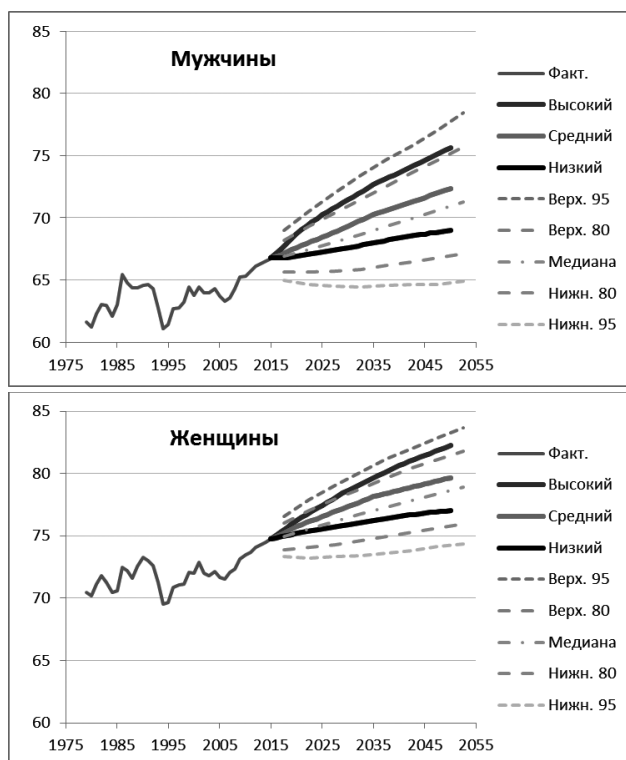 Мужчины
85
80
75
70
65
60
1975 1985 1995 2005 2015 2025 2035 2045 2055
Факт.
Высокий
Средний
Низкий
Верх. 95
Верх. 80
Медиана
Нижн. 80
Нижн. 95
Женщины
85
80
75
70
65
60
1975 1985 1995 2005 2015 2025 2035 2045 2055
Факт.
Высокий
Средний
Низкий
Верх. 95
Верх. 80
Медиана
Нижн. 80
Нижн. 95